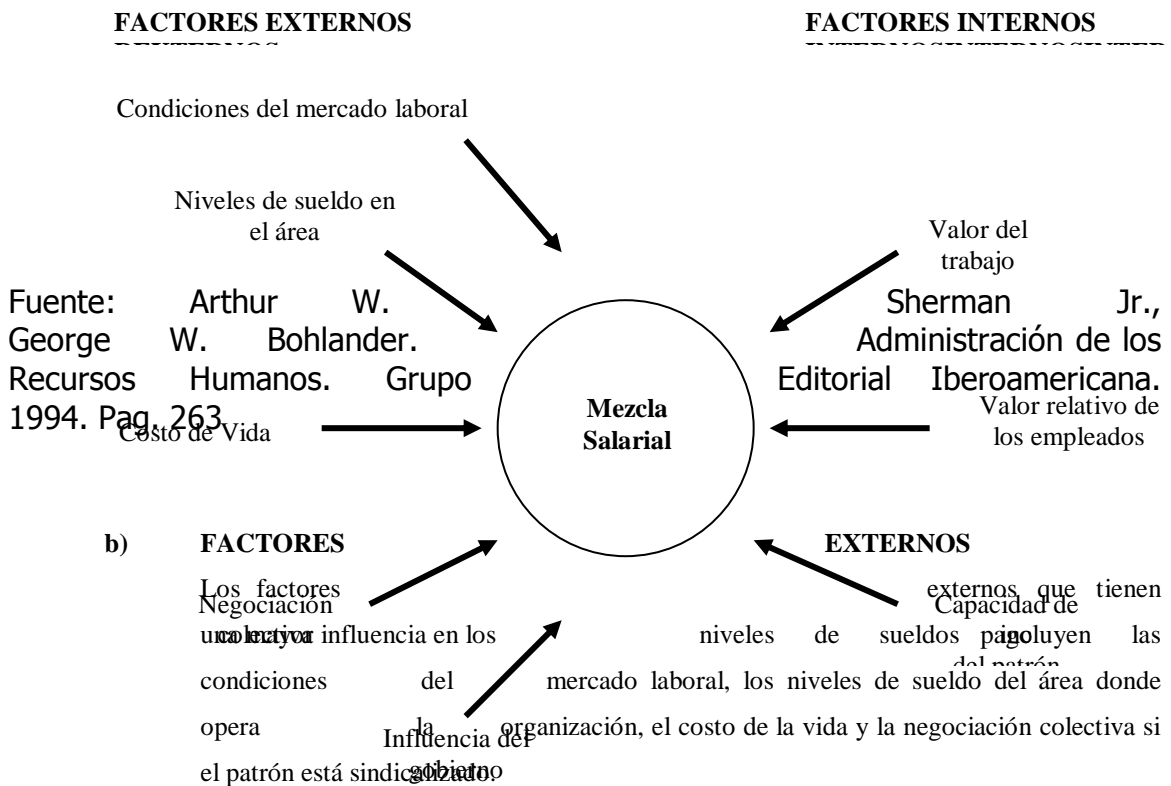 FACTORES EXTERNOS
FACTORES INTERNOS
Condiciones del mercado laboral
Niveles de sueldo en
el área
Valor del
trabajo
Fuente: Arthur W. Sherman Jr.,
George W. Bohlander. Administración de los
Recursos Humanos. Grupo Editorial Iberoamericana.
1994. Pag. 263
Costo de Vida
Mezcla
Salarial
Valor relativo de
los empleados
b) FACTORES EXTERNOS
Los factores externos que tienen
una mayor influencia en los niveles de sueldos incluyen las
condiciones del mercado laboral, los niveles de sueldo del área donde
opera la organización, el costo de la vida y la negociación colectiva si
el patrón está sindicalizado.
Negociación
colectiva
Influencia del
gobierno
Capacidad de
pago
del patrón